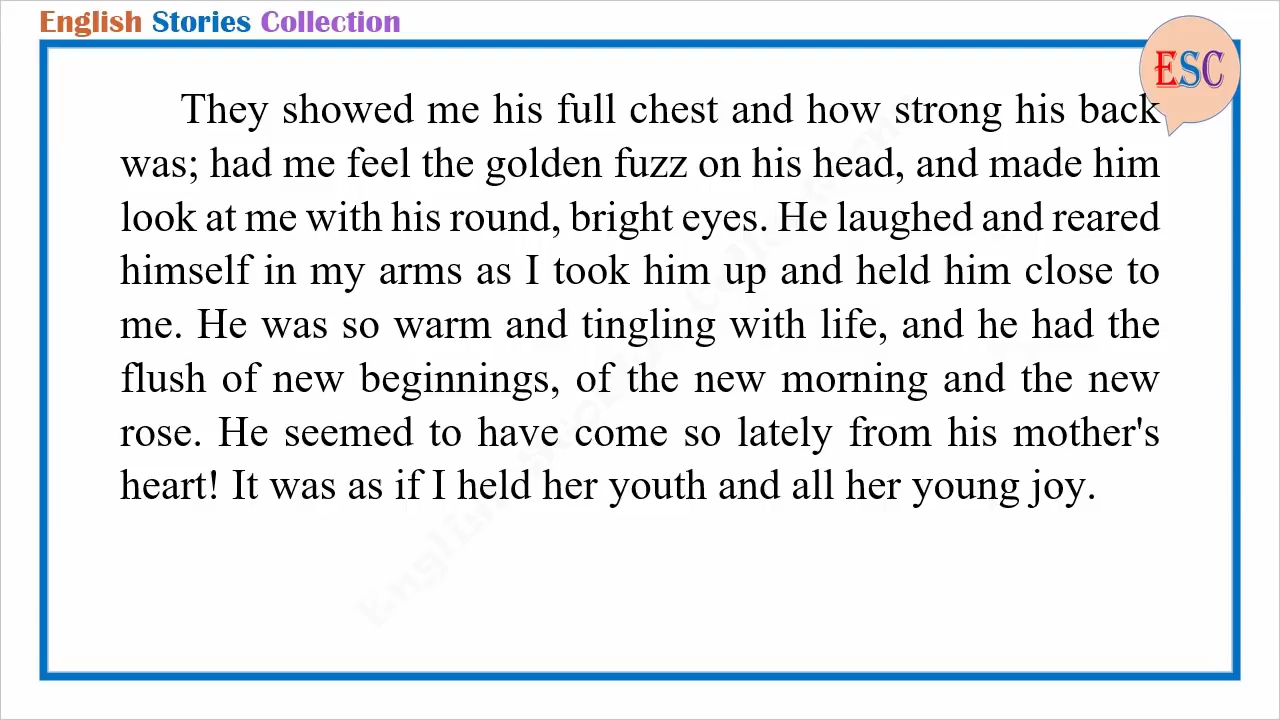 English Stories Collection
ESC
They showed me his full chest and how strong his back
was; had me feel the golden fuzz on his head, and made him
look at me with his round, bright eyes. He laughed and reared
himself in my arms as I took him up and held him close to
me. He was so warm and tingling with life, and he had the
flush of new beginnings, of the new morning and the new
rose. He seemed to have come so lately from his mother's
heart! It was as if I held her youth and all her young joy.